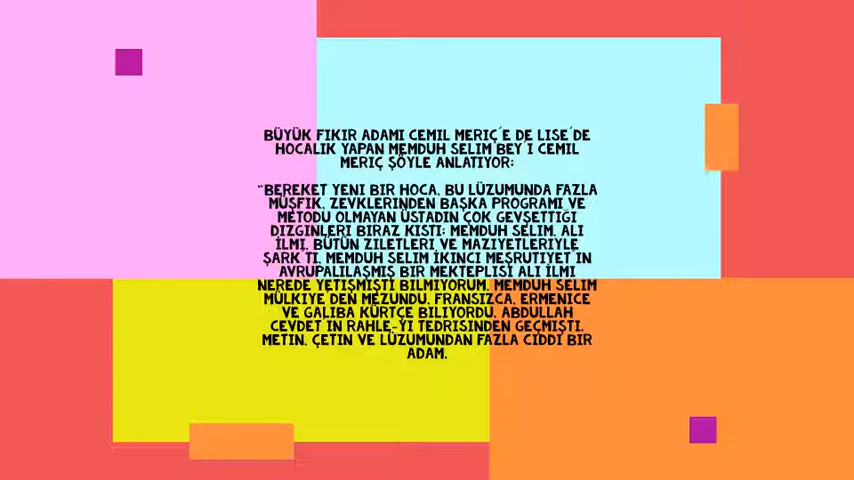 BÜYÜK FIKIR ADAMI CEMIL MERIÇ'E DE LISE'DE
HOCALIK YAPAN MEMDUH SELIM BEY'I CEMIL
MERIÇ ŞÖYLE ANLATIYOR:
"BEREKET YENI BIR HOCA, BU LÜZUMUNDA FAZLA
MÜŞFIK, ZEVKLERINDEN BAŞKA PROGRAMI VE
METODU OLMAYAN ÜSTADIN ÇOK GEVŞETTIGI
DIZGINLERI BIRAZ KISTI: MEMDUH SELIM. ALI
İLMI, BÜTÜN ZILETLERI VE MAZIYETLERIYLE
ŞARK'TI. MEMDUH SELIM İKINCI MEŞRUTIYET'IN
AVRUPALILAŞMIŞ BIR MEKTEPLISI ALI ILMI
NEREDE YETIŞMIŞTI BILMIYORUM. MEMDUH SELIM
MÜLKIYE'DEN MEZUNDU. FRANSIZCA, ERMENICE
VE GALIBA KÜRTÇE BILIYORDU. ABDULLAH
CEVDET'IN RAHLE-YI TEDRISINDEN GEÇMIŞTI.
METIN, ÇETIN VE LÜZUMUNDAN FAZLA CIDDI BIR
ADAM.